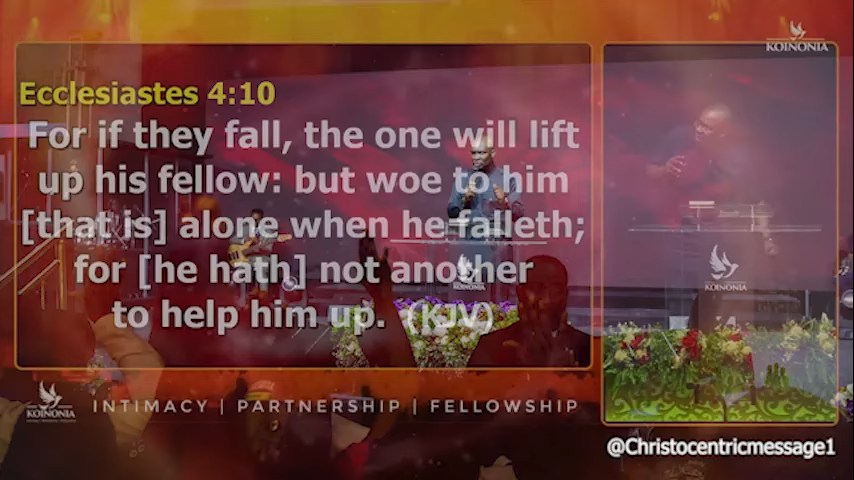 KOINONIA
Ecclesiastes 4:10
For if they fall, the one will lift
up his fellow: but woe to him
[that is] alone when he falleth;
for [he hath] not another
to help him up. (KJV)
KOINONIA
KOINONIA
KOINONIA
INTIMACY | PARTNERSHIP | FELLOWSHIP
@Christocentricmessage1